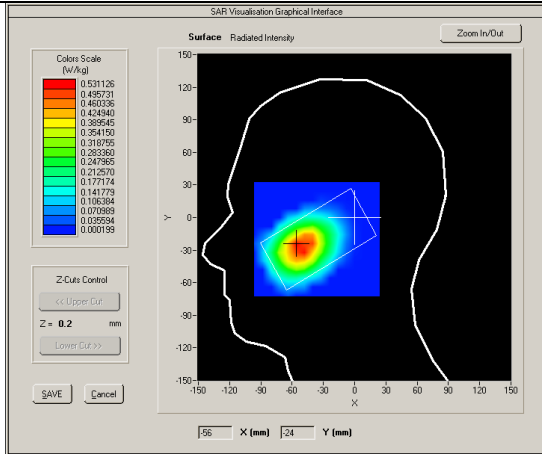 SAR Visualisation Graphical Interface
Surface Radiated Intensity
Zoom In/Out
Colors Scale
(W/kg)
0.531126
0.495731
0.460336
0.424940
0.389545
0.354150
0.318755
0.283360
0.247965
0.212570
0.177174
0.141779
0.106384
0.070989
0.035594
0.000199
Z-Cuts Control
<< Upper Cut
Z = 0.2 mm
Lower Cut >>
SAVE Cancel
Y
150
120
90
60
30
0
-30
-60
-90
-120
-150
-150 -120 -90 -60 -30 0 30 60 90 120 150
X
-56 X (mm) -24 Y (mm)